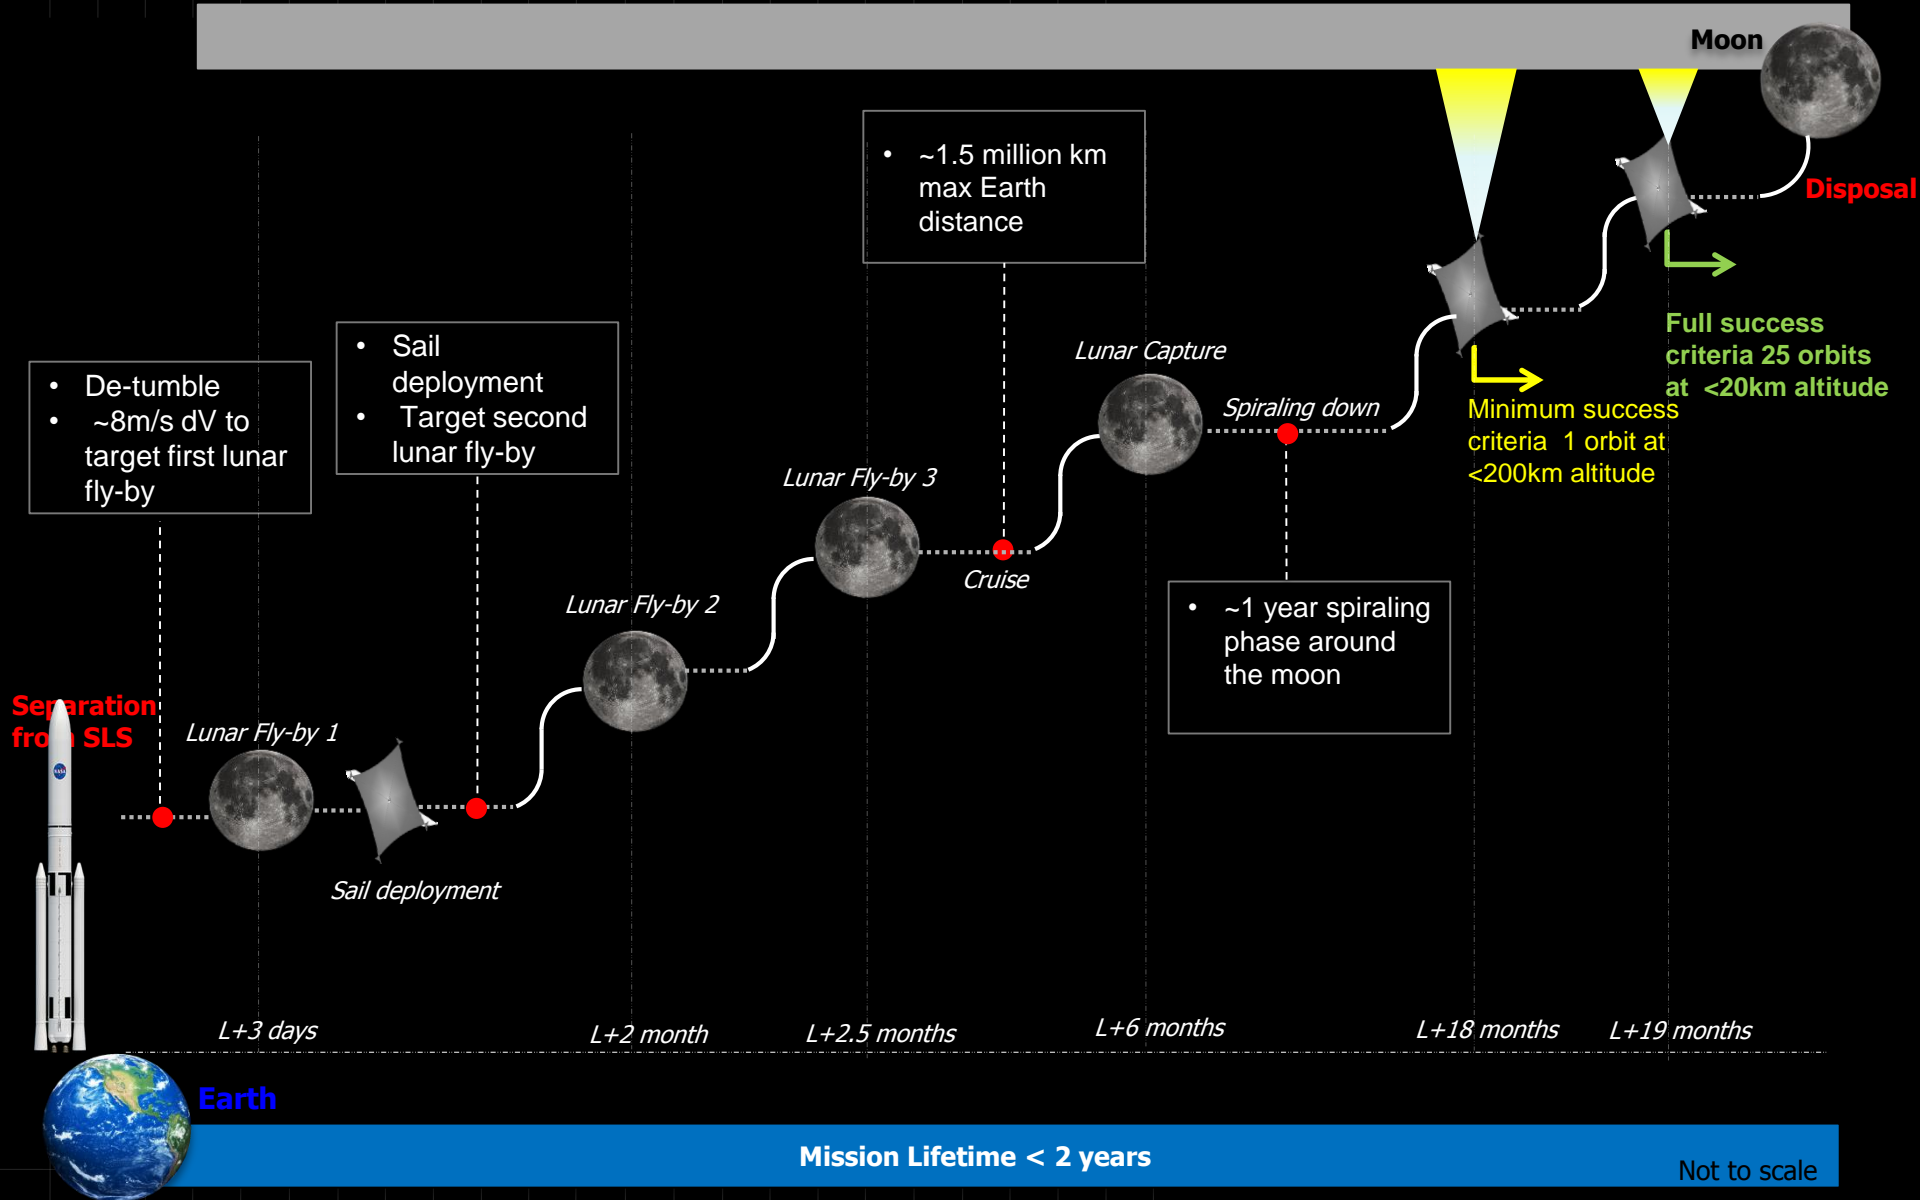 Moon
• ~1.5 million km
max Earth
distance
Disposal
Full success
criteria 25 orbits
at <20km altitude
Minimum success
criteria 1 orbit at
<200km altitude
Lunar Capture
Spiraling down
• Sail
deployment
• Target second
lunar fly-by
• De-tumble
• ~8m/s dV to
target first lunar
fly-by
Lunar Fly-by 3
Cruise
Lunar Fly-by 2
• ~1 year spiraling
phase around
the moon
Separation
from SLS
Lunar Fly-by 1
NASA
Sail deployment
L+3 days
L+2 month
L+2.5 months
L+6 months
L+18 months
L+19 months
Earth
Mission Lifetime < 2 years
Not to scale